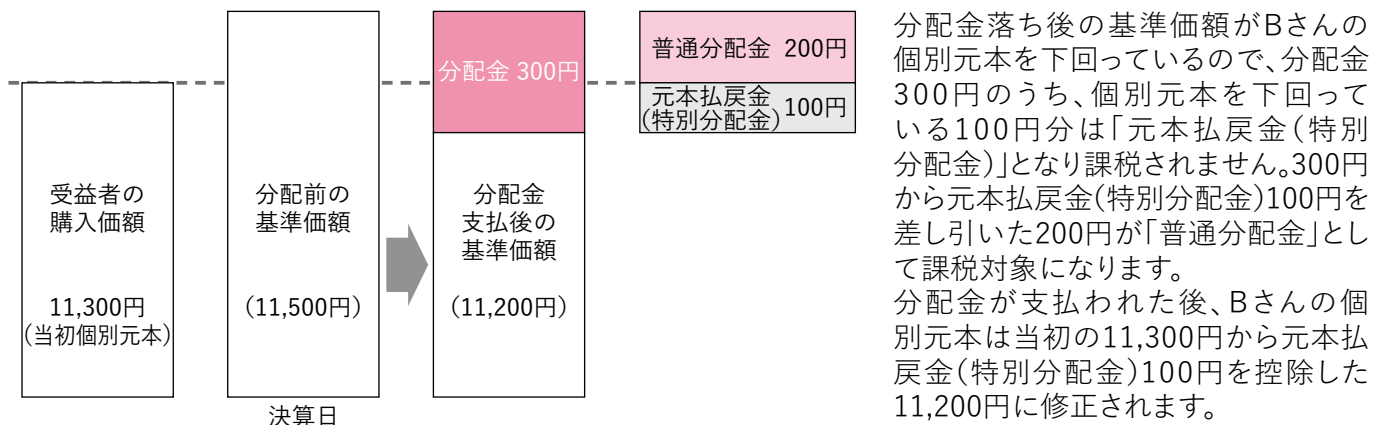 受益者の
購入価額
11,300円
(当初個別元本)
分配前の
基準価額
(11,500円)
決算日
分配金 300円
分配金
支払後の
基準価額
(11,200円)
普通分配金 200円
元本払戻金
(特別分配金)
100円
分配金落ち後の基準価額がBさんの
個別元本を下回っているので、分配金
300円のうち、個別元本を下回って
いる100円分は「元本払戻金(特別
分配金)」となり課税されません。300円
から元本払戻金(特別分配金)100円を
差し引いた200円が「普通分配金」とし
て課税対象になります。
分配金が支払われた後、Bさんの個
別元本は当初の11,300円から元本払
戻金(特別分配金)100円を控除した
11,200円に修正されます。